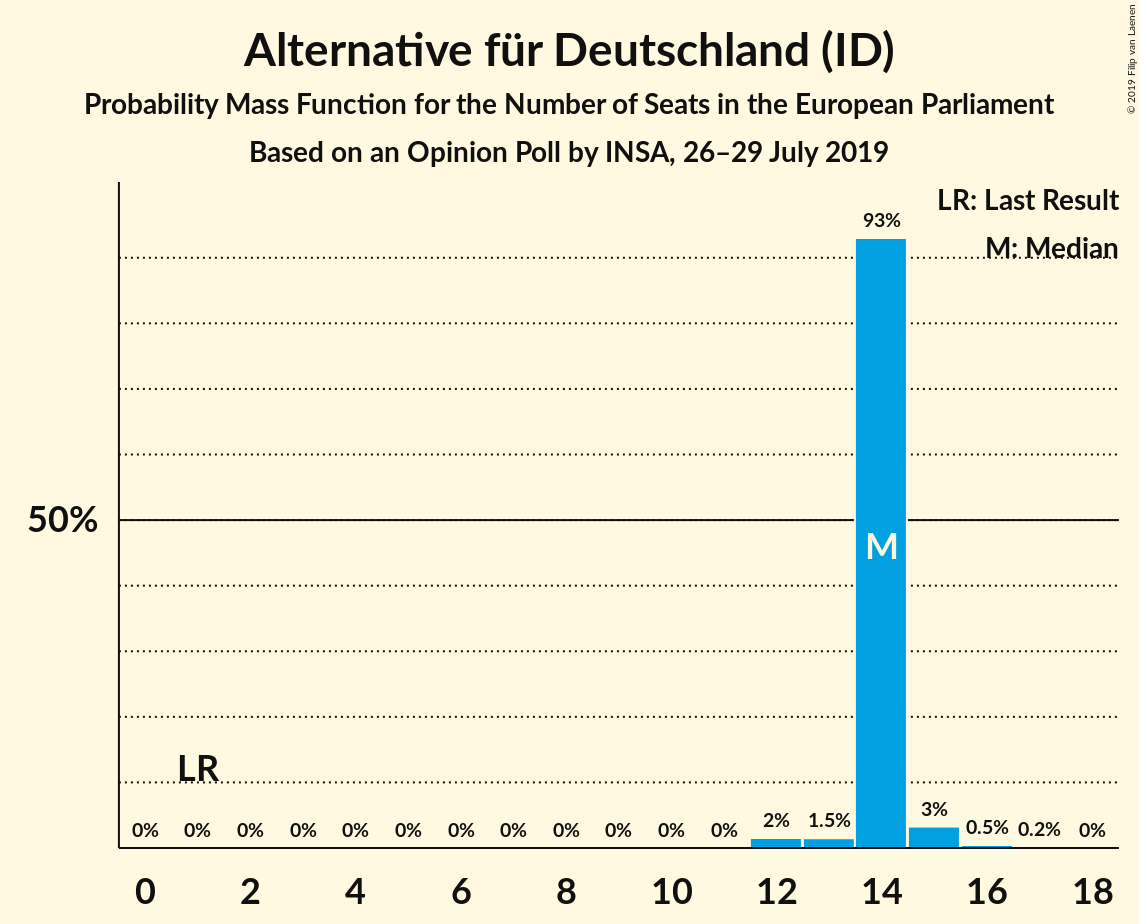 Alternative für Deutschland (ID)
Probability Mass Function for the Number of Seats in the European Parliament
Based on an Opinion Poll by INSA, 26–29 July 2019
© 2019 Filip van Laenen
LR: Last Result
M: Median
93%
50%
M
LR
0% 0% 0% 0% 0% 0% 0% 0% 0% 0% 0% 0% 2% 1.5% 3% 0.5% 0.2% 0%
0 2 4 6 8 10 12 14 16 18